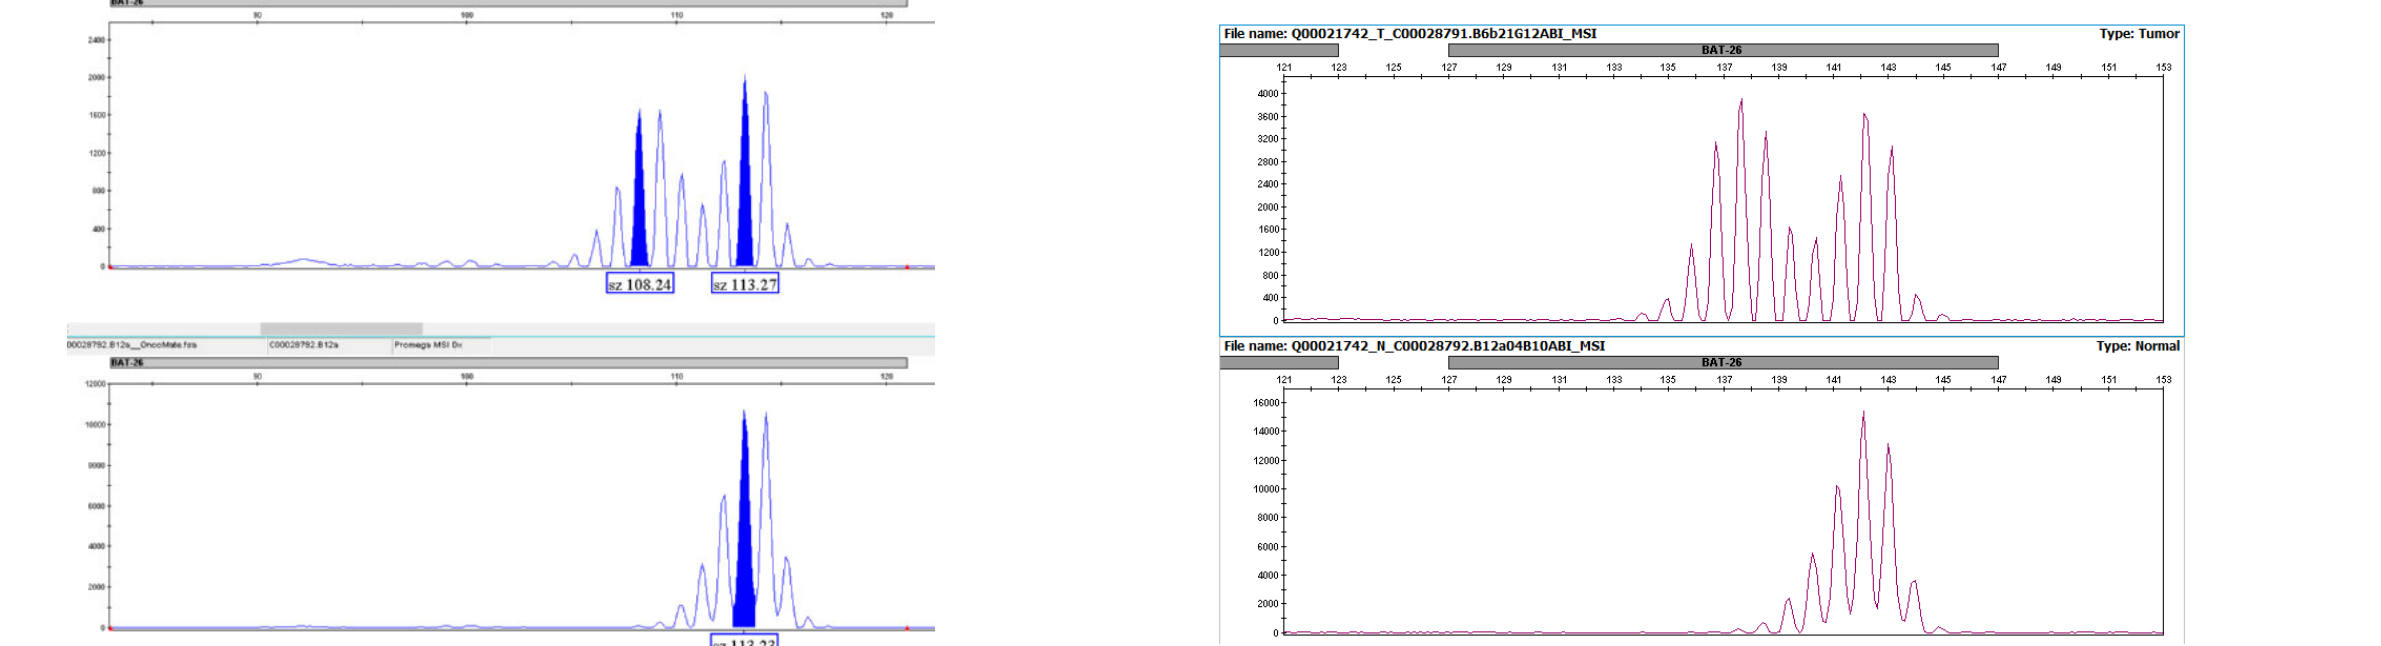 BAT-26
90 100 110 120
2400
2000
1600
1200
800
400
0
sz 108.24 sz 113.27
00028792.B12a__OncoMate.fsa C00028792.B12a Promega MSI Dx
BAT-26
90 100 110 120
12000
10000
8000
6000
4000
2000
0
sz 113.23
File name: Q00021742_T_C00028791.B6b21G12ABI_MSI Type: Tumor
BAT-26
121 123 125 127 129 131 133 135 137 139 141 143 145 147 149 151 153
4000
3600
3200
2800
2400
2000
1600
1200
800
400
0
File name: Q00021742_N_C00028792.B12a04B10ABI_MSI Type: Normal
BAT-26
121 123 125 127 129 131 133 135 137 139 141 143 145 147 149 151 153
16000
14000
12000
10000
8000
6000
4000
2000
0